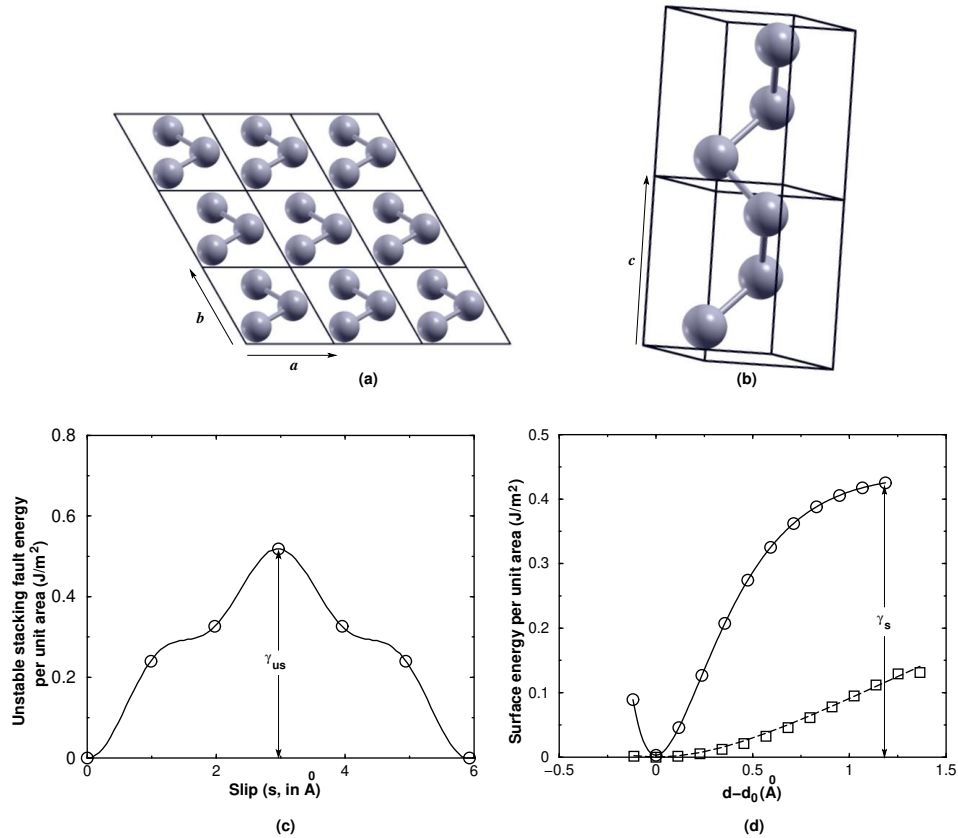 b
a
(a)
c
(b)
Unstable stacking fault energy
per unit area (J/m²)
0.8
0.6
0.4
0.2
0
γus
0 2 4 6
Slip (s, in Å)
(c)
Surface energy per unit area (J/m²)
0.5
0.4
0.3
0.2
0.1
0
γs
−0.5 0 0.5 1 1.5
d−d0(Å)
(d)